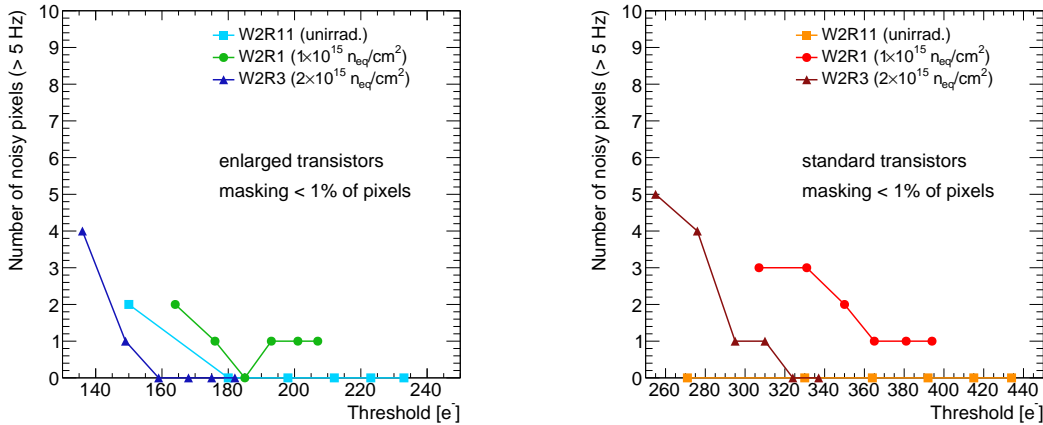 Number of noisy pixels (> 5 Hz)
10
9
8
7
6
5
4
3
2
1
0
W2R11 (unirrad.)
W2R1 (1×10¹⁵ n_eq/cm²)
W2R3 (2×10¹⁵ n_eq/cm²)
enlarged transistors
masking < 1% of pixels
140 160 180 200 220 240
Threshold [e⁻]
Number of noisy pixels (> 5 Hz)
10
9
8
7
6
5
4
3
2
1
0
W2R11 (unirrad.)
W2R1 (1×10¹⁵ n_eq/cm²)
W2R3 (2×10¹⁵ n_eq/cm²)
standard transistors
masking < 1% of pixels
260 280 300 320 340 360 380 400 420 440
Threshold [e⁻]